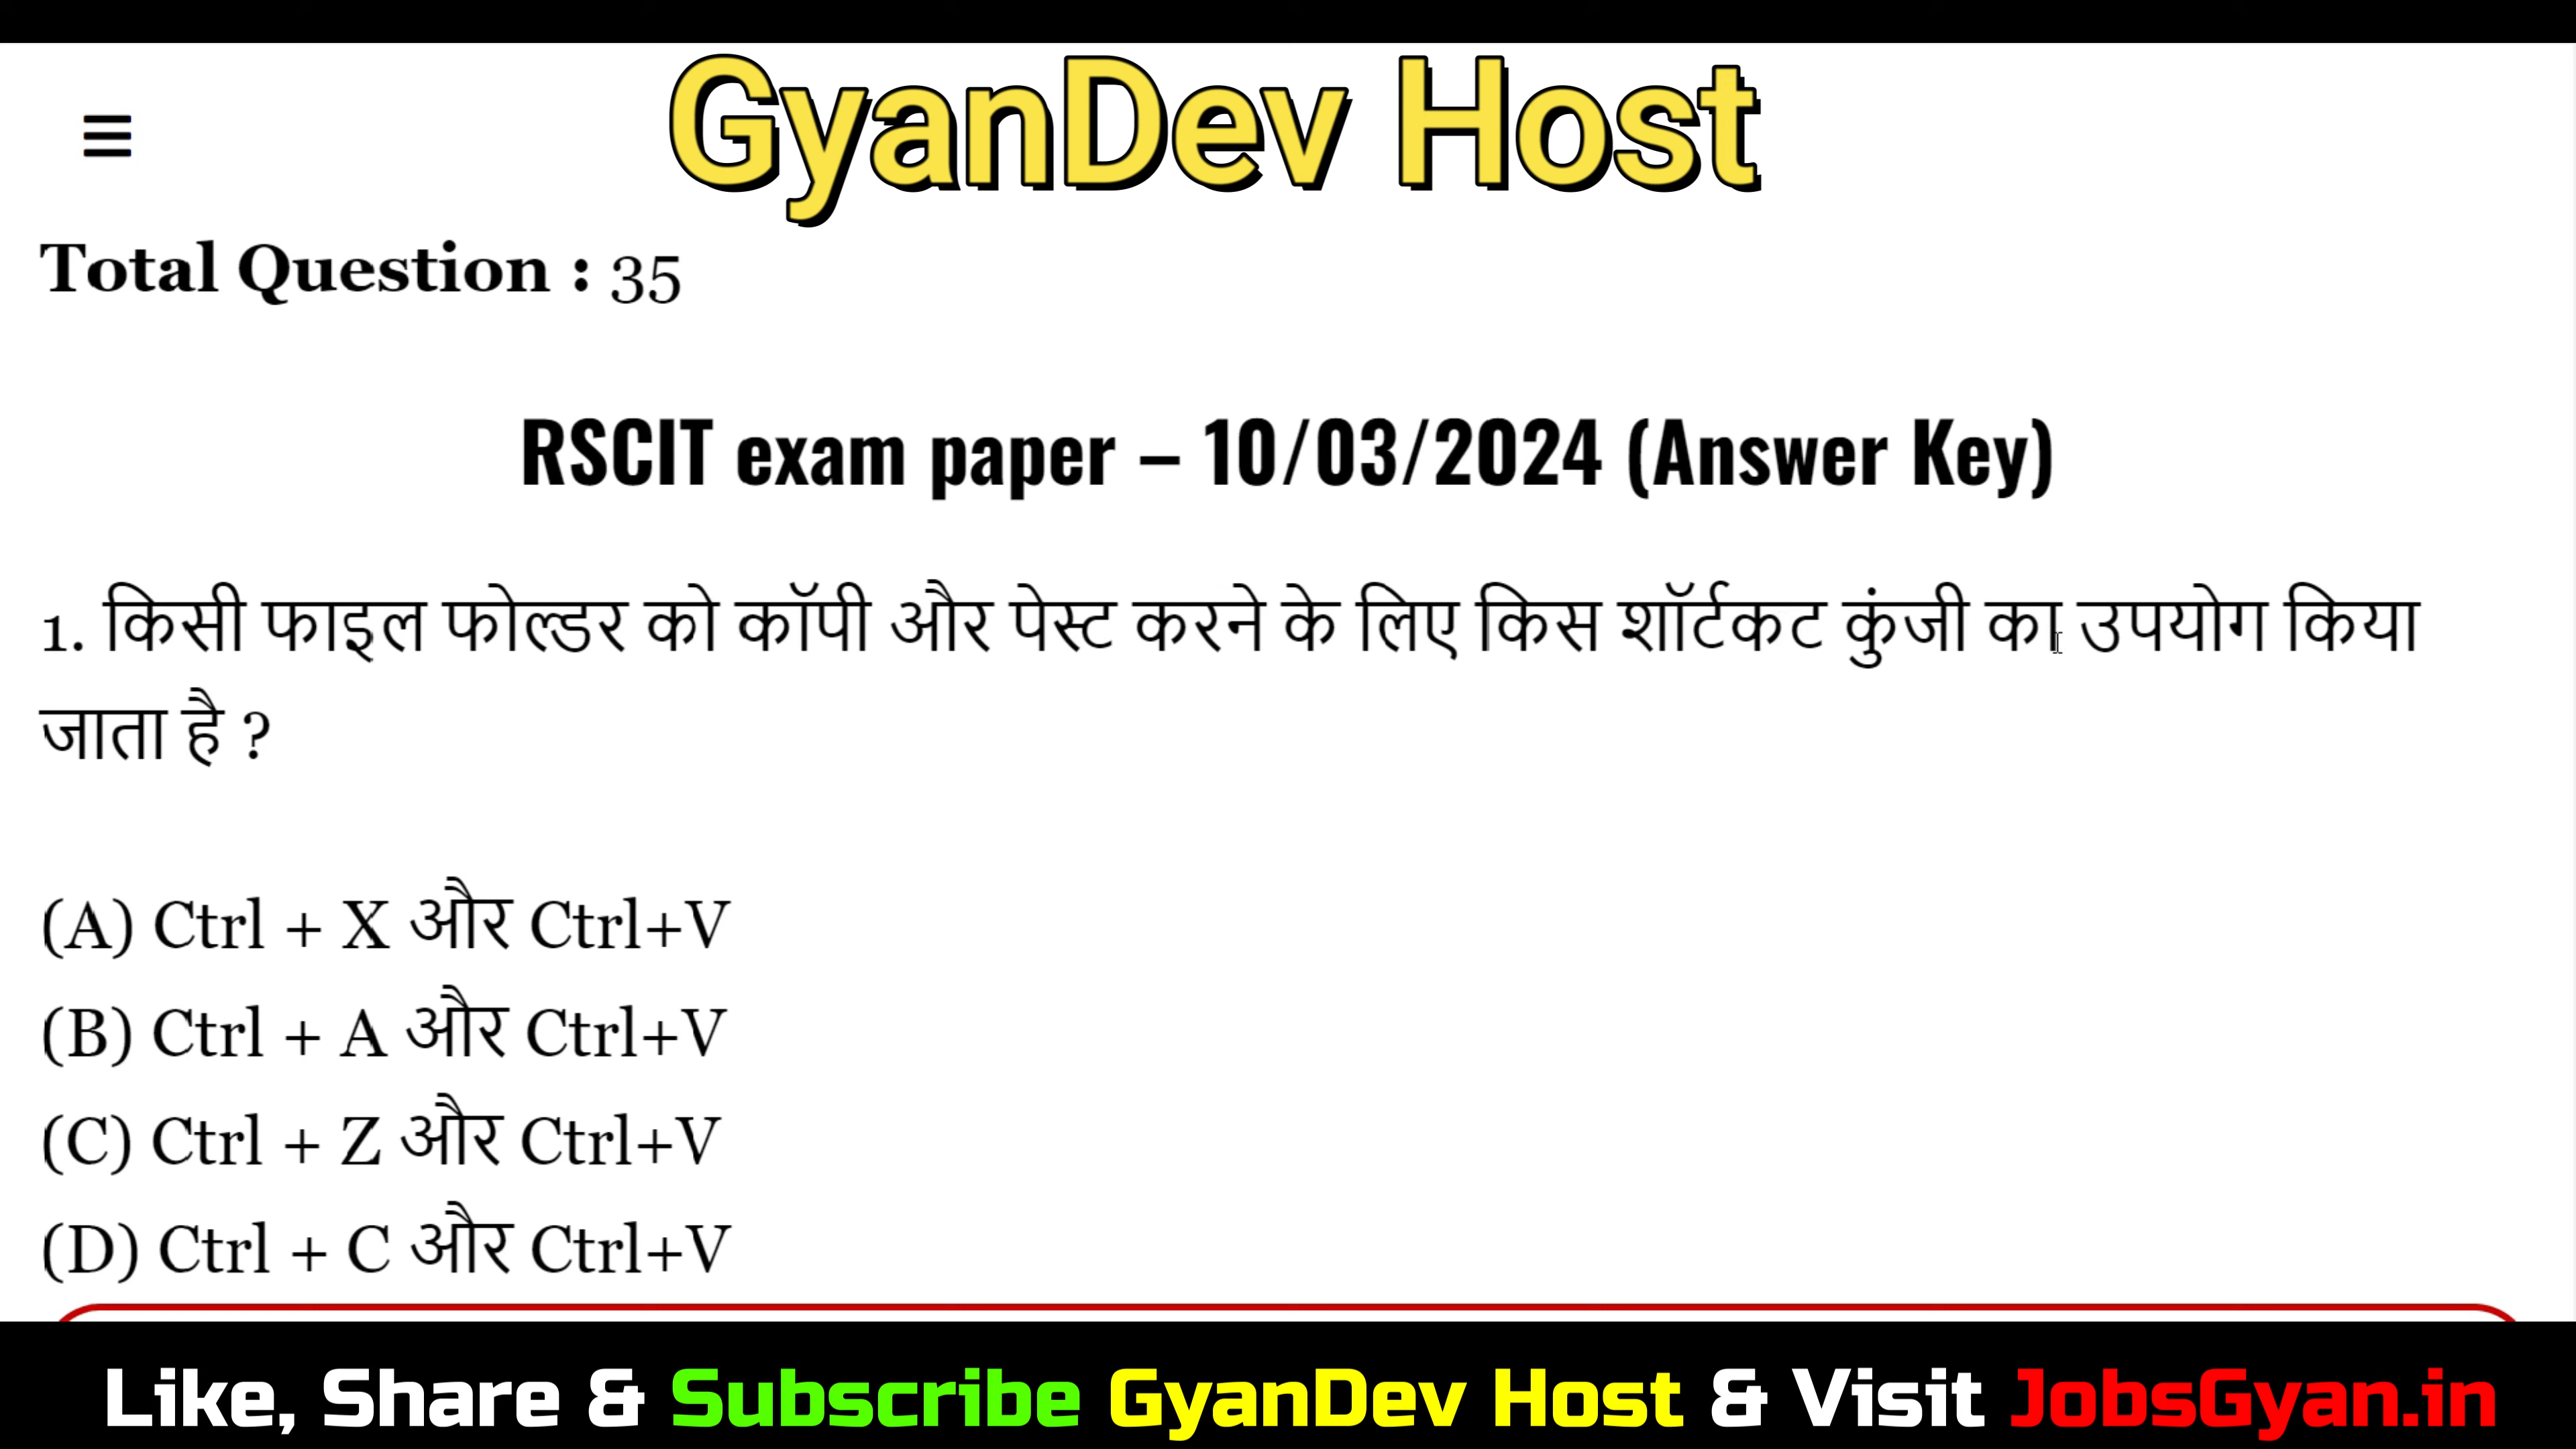 GyanDev Host
Total Question : 35
RSCIT exam paper – 10/03/2024 (Answer Key)
1. किसी फाइल फोल्डर को कॉपी और पेस्ट करने के लिए किस शॉर्टकट कुंजी का उपयोग किया
जाता है ?
(A) Ctrl + X और Ctrl+V
(B) Ctrl + A और Ctrl+V
(C) Ctrl + Z और Ctrl+V
(D) Ctrl + C और Ctrl+V
Like, Share & Subscribe GyanDev Host & Visit JobsGyan.in